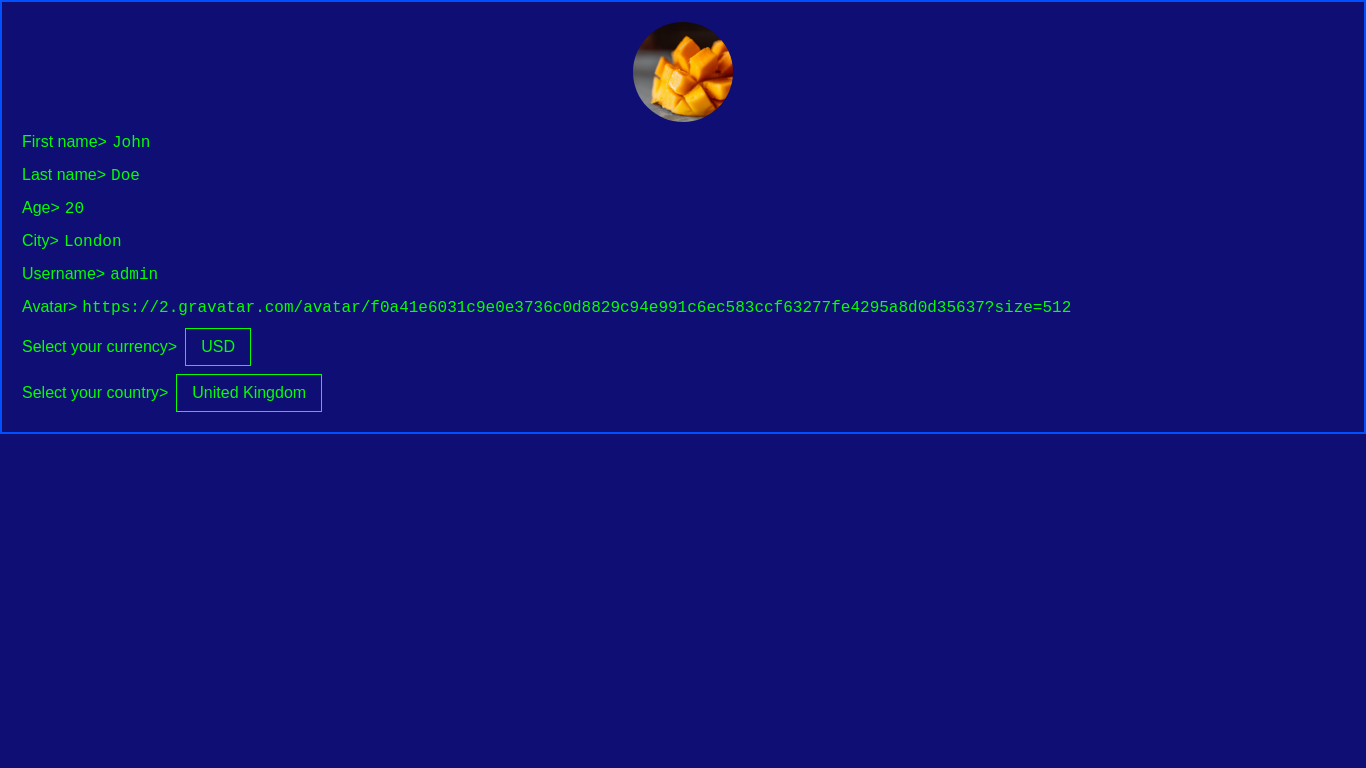 First name> John
Last name> Doe
Age> 20
City> London
Username> admin
Avatar> https://2.gravatar.com/avatar/f0a41e6031c9e0e3736c0d8829c94e991c6ec583ccf63277fe4295a8d0d35637?size=512
Select your currency> USD
Select your country> United Kingdom